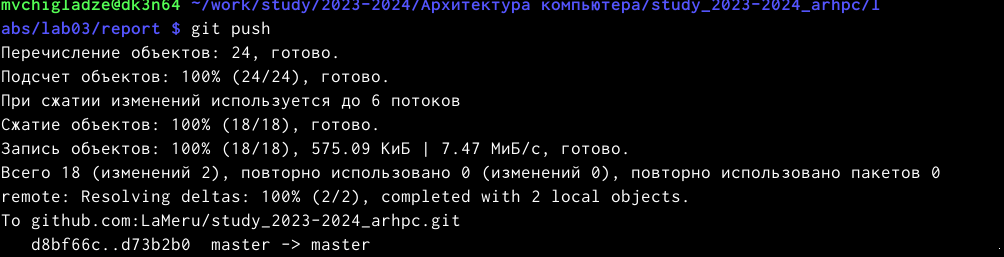 mvchigladze@dk3n64 ~/work/study/2023-2024/Архитектура компьютера/study_2023-2024_arhpc/l
abs/lab03/report $ git push
Перечисление объектов: 24, готово.
Подсчет объектов: 100% (24/24), готово.
При сжатии изменений используется до 6 потоков
Сжатие объектов: 100% (18/18), готово.
Запись объектов: 100% (18/18), 575.09 КиБ | 7.47 МиБ/с, готово.
Всего 18 (изменений 2), повторно использовано 0 (изменений 0), повторно использовано пакетов 0
remote: Resolving deltas: 100% (2/2), completed with 2 local objects.
To github.com:LaMeru/study_2023-2024_arhpc.git
   d8bf66c..d73b2b0  master -> master